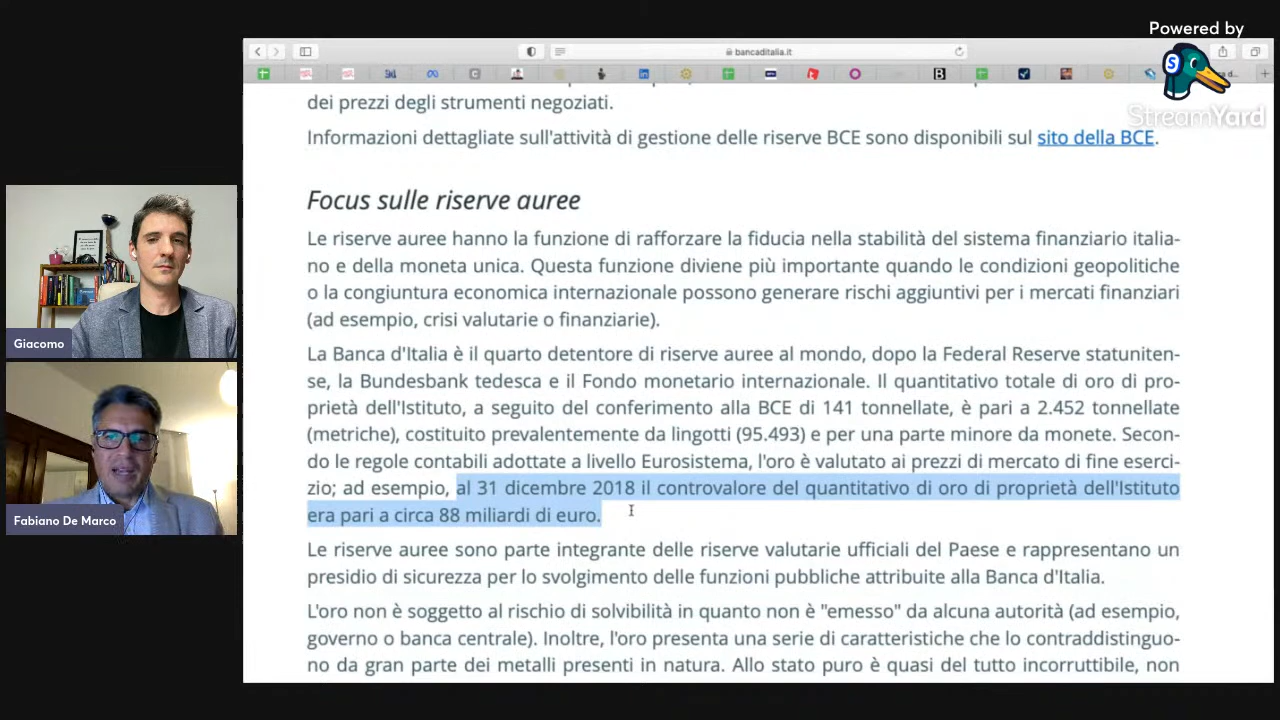 Powered by
StreamYard
bancaditalia.it
dei prezzi degli strumenti negoziati.
Informazioni dettagliate sull'attività di gestione delle riserve BCE sono disponibili sul sito della BCE.
Focus sulle riserve auree
Le riserve auree hanno la funzione di rafforzare la fiducia nella stabilità del sistema finanziario italia-
no e della moneta unica. Questa funzione diviene più importante quando le condizioni geopolitiche
o la congiuntura economica internazionale possono generare rischi aggiuntivi per i mercati finanziari
(ad esempio, crisi valutarie o finanziarie).
La Banca d'Italia è il quarto detentore di riserve auree al mondo, dopo la Federal Reserve statuniten-
se, la Bundesbank tedesca e il Fondo monetario internazionale. Il quantitativo totale di oro di pro-
prietà dell'Istituto, a seguito del conferimento alla BCE di 141 tonnellate, è pari a 2.452 tonnellate
(metriche), costituito prevalentemente da lingotti (95.493) e per una parte minore da monete. Secon-
do le regole contabili adottate a livello Eurosistema, l'oro è valutato ai prezzi di mercato di fine eserci-
zio; ad esempio, al 31 dicembre 2018 il controvalore del quantitativo di oro di proprietà dell'Istituto
era pari a circa 88 miliardi di euro.
Le riserve auree sono parte integrante delle riserve valutarie ufficiali del Paese e rappresentano un
presidio di sicurezza per lo svolgimento delle funzioni pubbliche attribuite alla Banca d'Italia.
L'oro non è soggetto al rischio di solvibilità in quanto non è "emesso" da alcuna autorità (ad esempio,
governo o banca centrale). Inoltre, l'oro presenta una serie di caratteristiche che lo contraddistinguo-
no da gran parte dei metalli presenti in natura. Allo stato puro è quasi del tutto incorruttibile, non
Giacomo
Fabiano De Marco